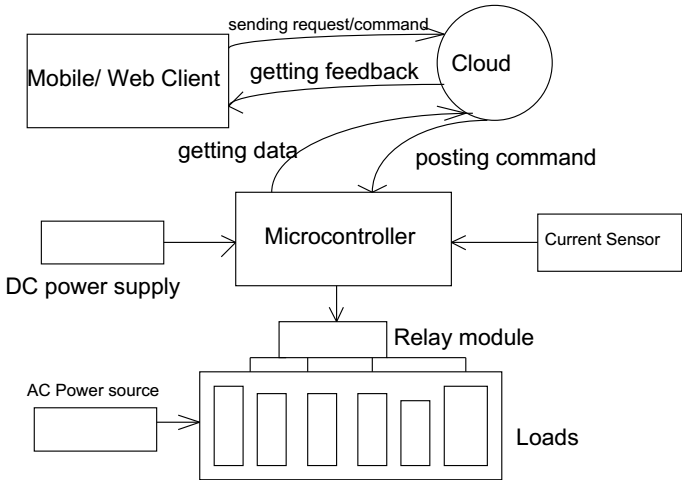 sending request/command
Mobile/ Web Client
Cloud
getting feedback
getting data
posting command
Microcontroller
Current Sensor
DC power supply
Relay module
AC Power source
Loads